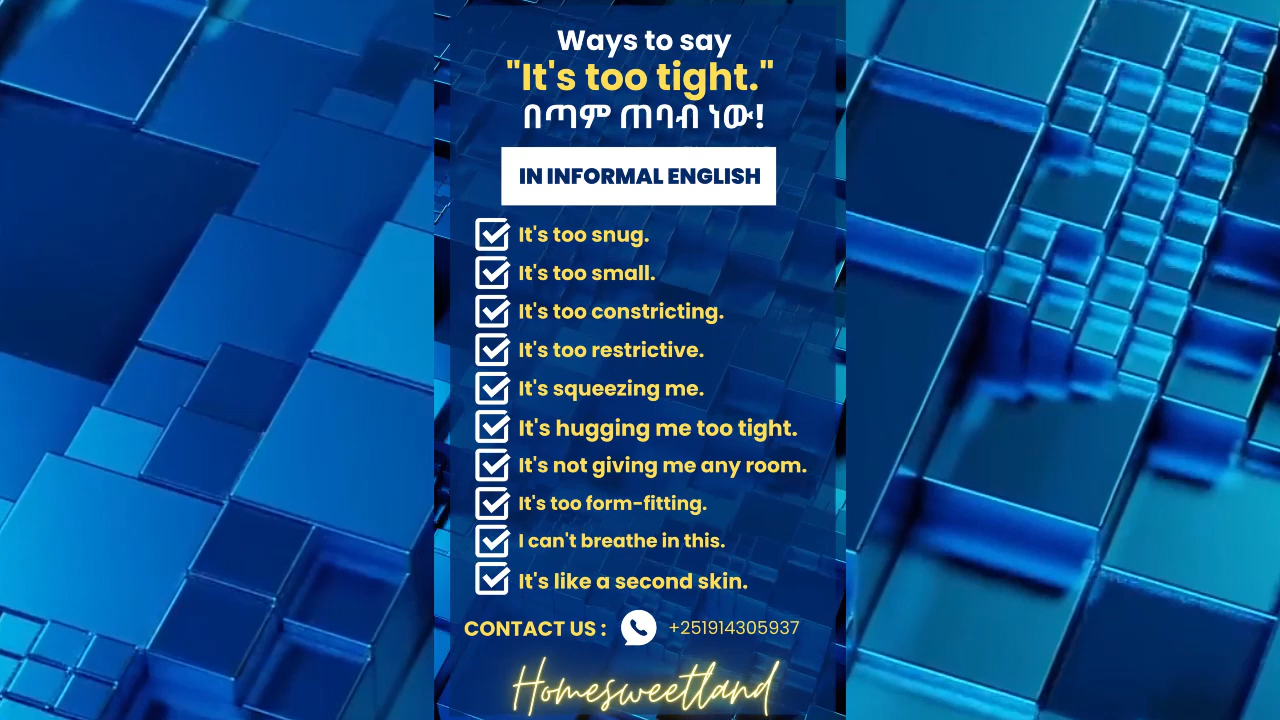 Ways to say
"It's too tight."
በጣም ጠባብ ነው!
IN INFORMAL ENGLISH
It's too snug.
It's too small.
It's too constricting.
It's too restrictive.
It's squeezing me.
It's hugging me too tight.
It's not giving me any room.
It's too form-fitting.
I can't breathe in this.
It's like a second skin.
CONTACT US : +251914305937
Homesweetland